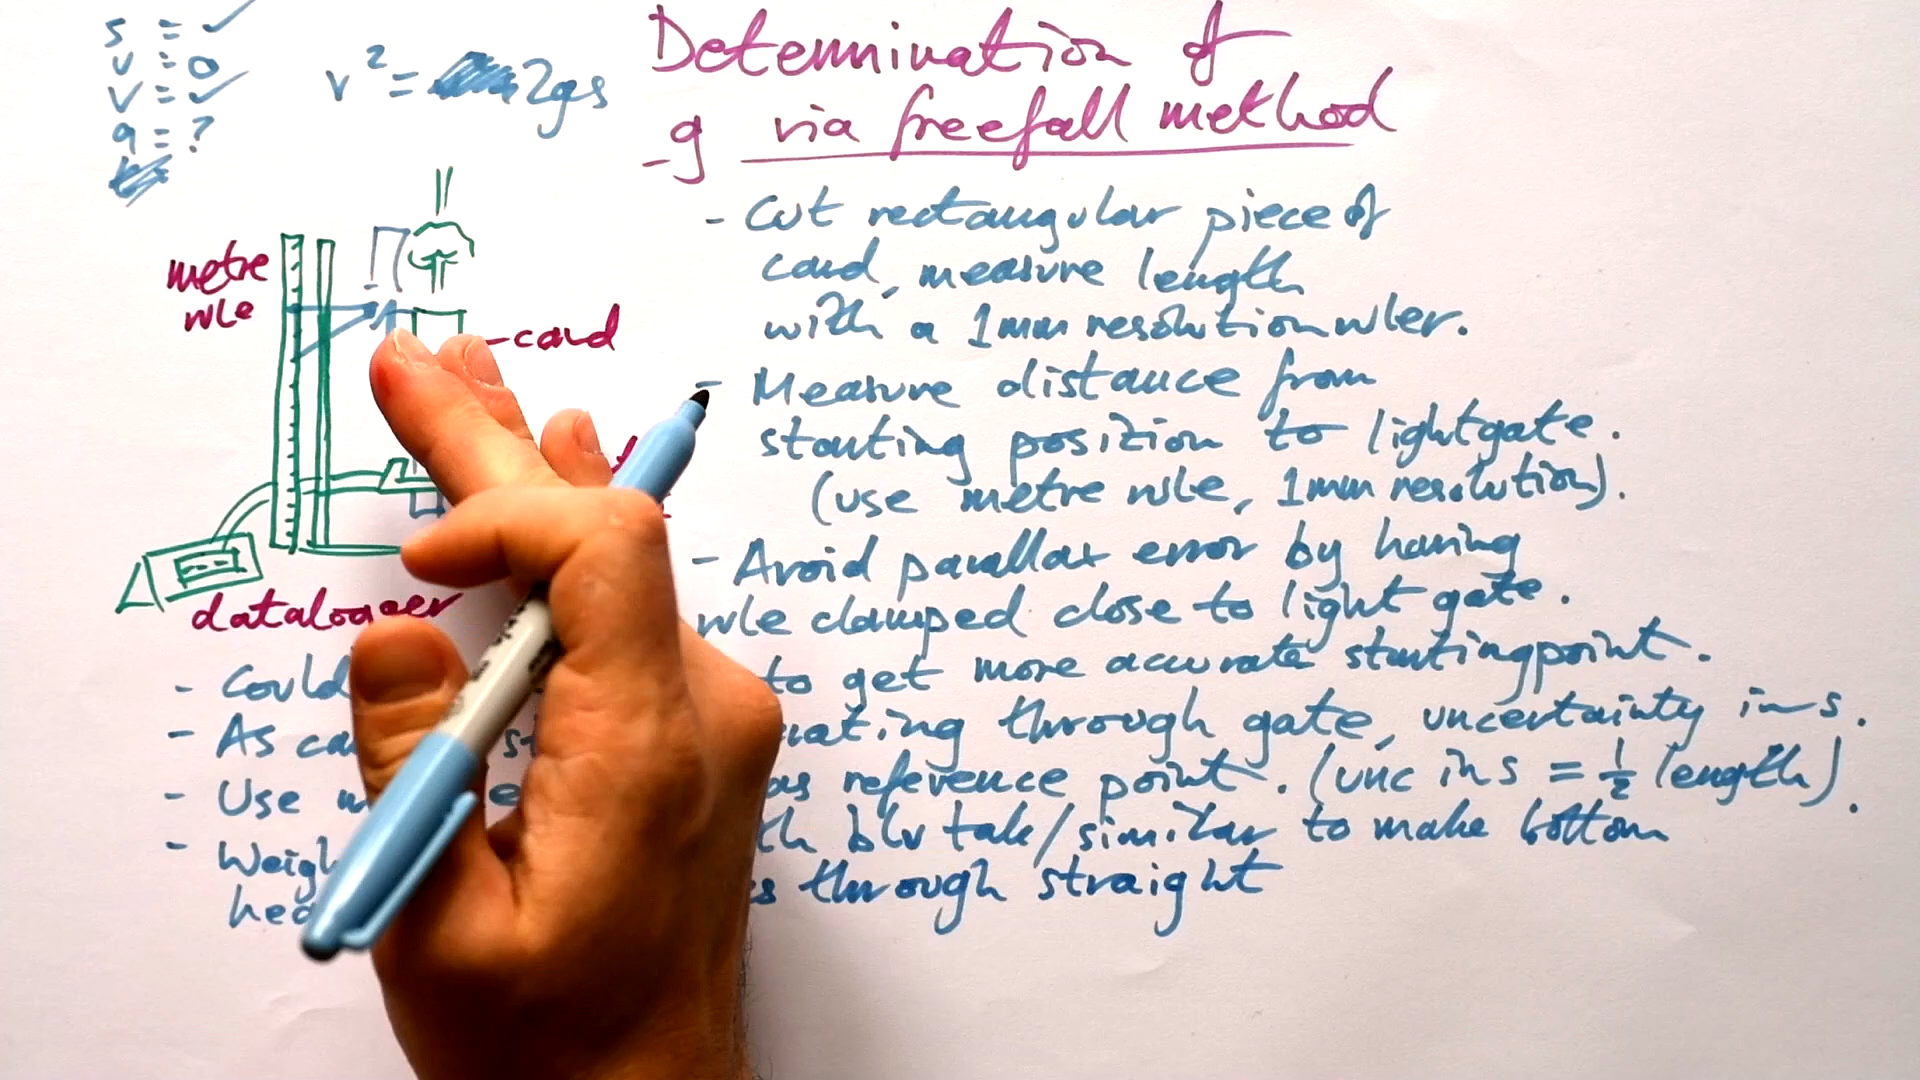 s = ✓
u = 0
v = ✓
a = ?
v² = 2gs
Determination of
g via freefall method
metre
rule
card
datalogger
- Cut rectangular piece of
card, measure length
with a 1mm resolution ruler.
- Measure distance from
starting position to lightgate.
(use metre rule, 1mm resolution).
- Avoid parallax error by having
rule clamped close to light gate.
- Could to get more accurate startingpoint.
- As through gate, uncertainty in s.
- Use as reference point. (unc in s = ½ length).
- blu tak/similar to make bottom
through straight